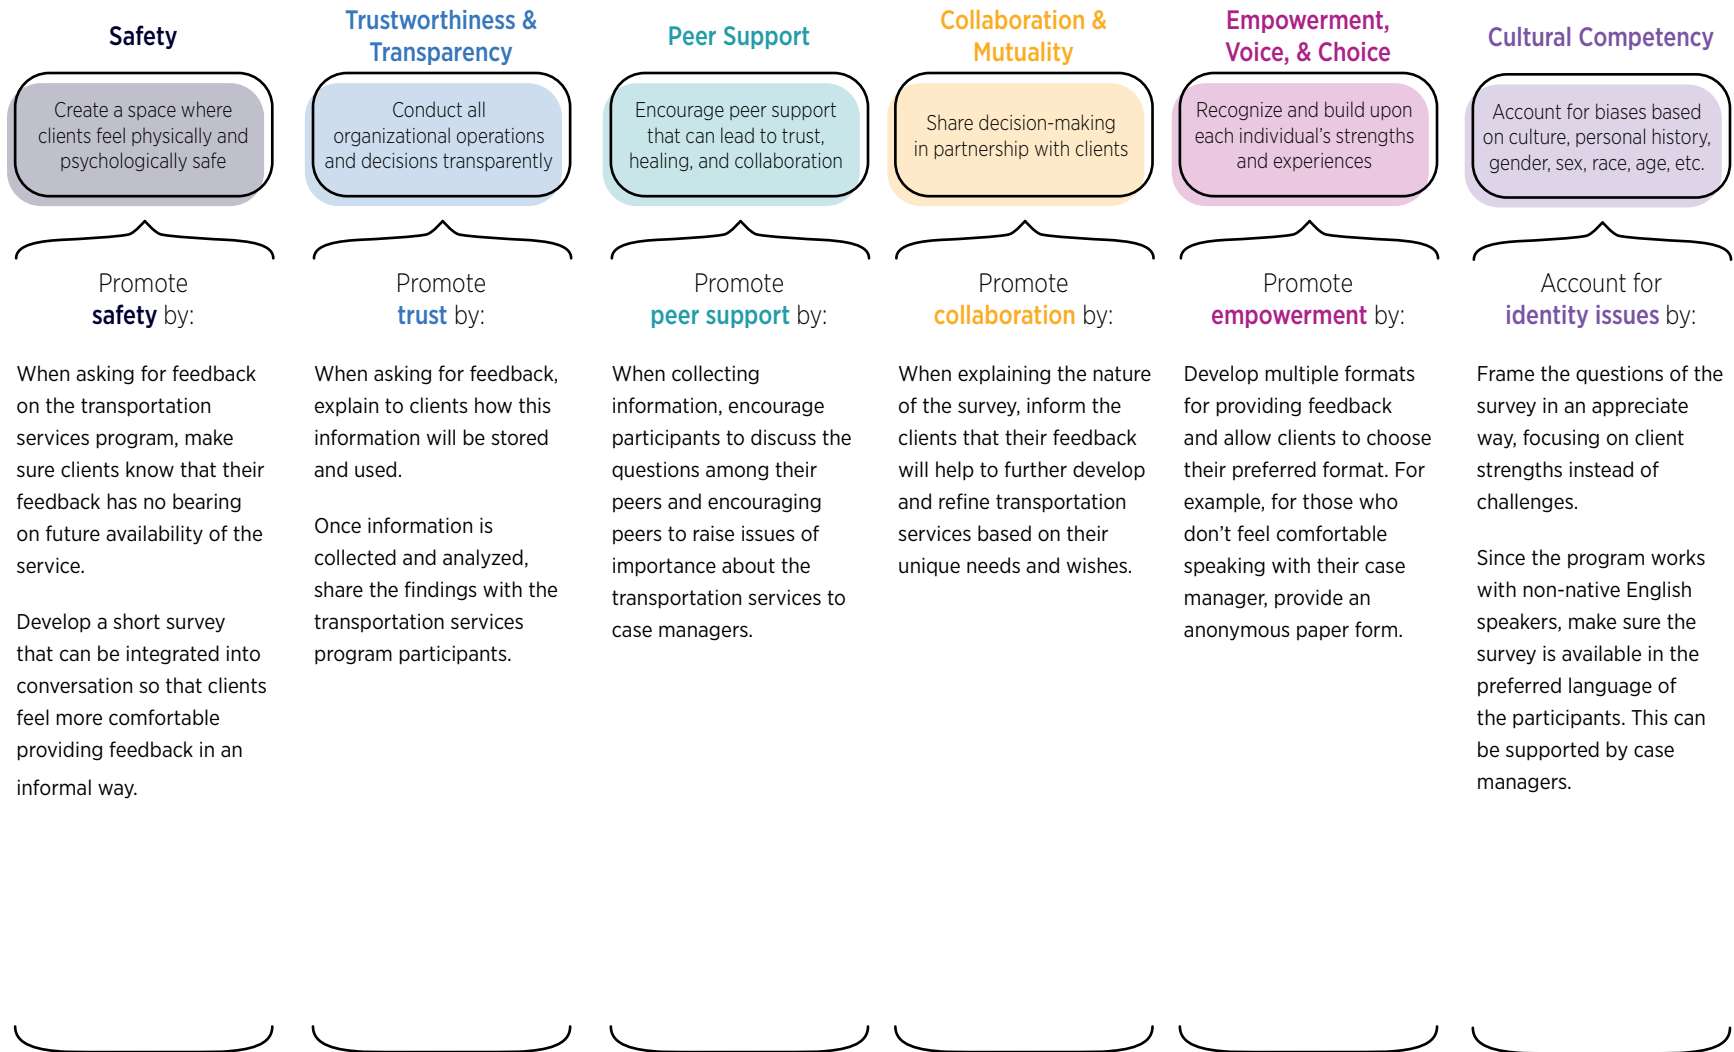 Safety
Create a space where
clients feel physically and
psychologically safe
Promote
safety by:
When asking for feedback
on the transportation
services program, make
sure clients know that their
feedback has no bearing
on future availability of the
service.
Develop a short survey
that can be integrated into
conversation so that clients
feel more comfortable
providing feedback in an
informal way.
Trustworthiness &
Transparency
Conduct all
organizational operations
and decisions transparently
Promote
trust by:
When asking for feedback,
explain to clients how this
information will be stored
and used.
Once information is
collected and analyzed,
share the findings with the
transportation services
program participants.
Peer Support
Encourage peer support
that can lead to trust,
healing, and collaboration
Promote
peer support by:
When collecting
information, encourage
participants to discuss the
questions among their
peers and encouraging
peers to raise issues of
importance about the
transportation services to
case managers.
Collaboration &
Mutuality
Share decision-making
in partnership with clients
Promote
collaboration by:
When explaining the nature
of the survey, inform the
clients that their feedback
will help to further develop
and refine transportation
services based on their
unique needs and wishes.
Empowerment,
Voice, & Choice
Recognize and build upon
each individual's strengths
and experiences
Promote
empowerment by:
Develop multiple formats
for providing feedback
and allow clients to choose
their preferred format. For
example, for those who
don't feel comfortable
speaking with their case
manager, provide an
anonymous paper form.
Cultural Competency
Account for biases based
on culture, personal history,
gender, sex, race, age, etc.
Account for
identity issues by:
Frame the questions of the
survey in an appreciate
way, focusing on client
strengths instead of
challenges.
Since the program works
with non-native English
speakers, make sure the
survey is available in the
preferred language of
the participants. This can
be supported by case
managers.